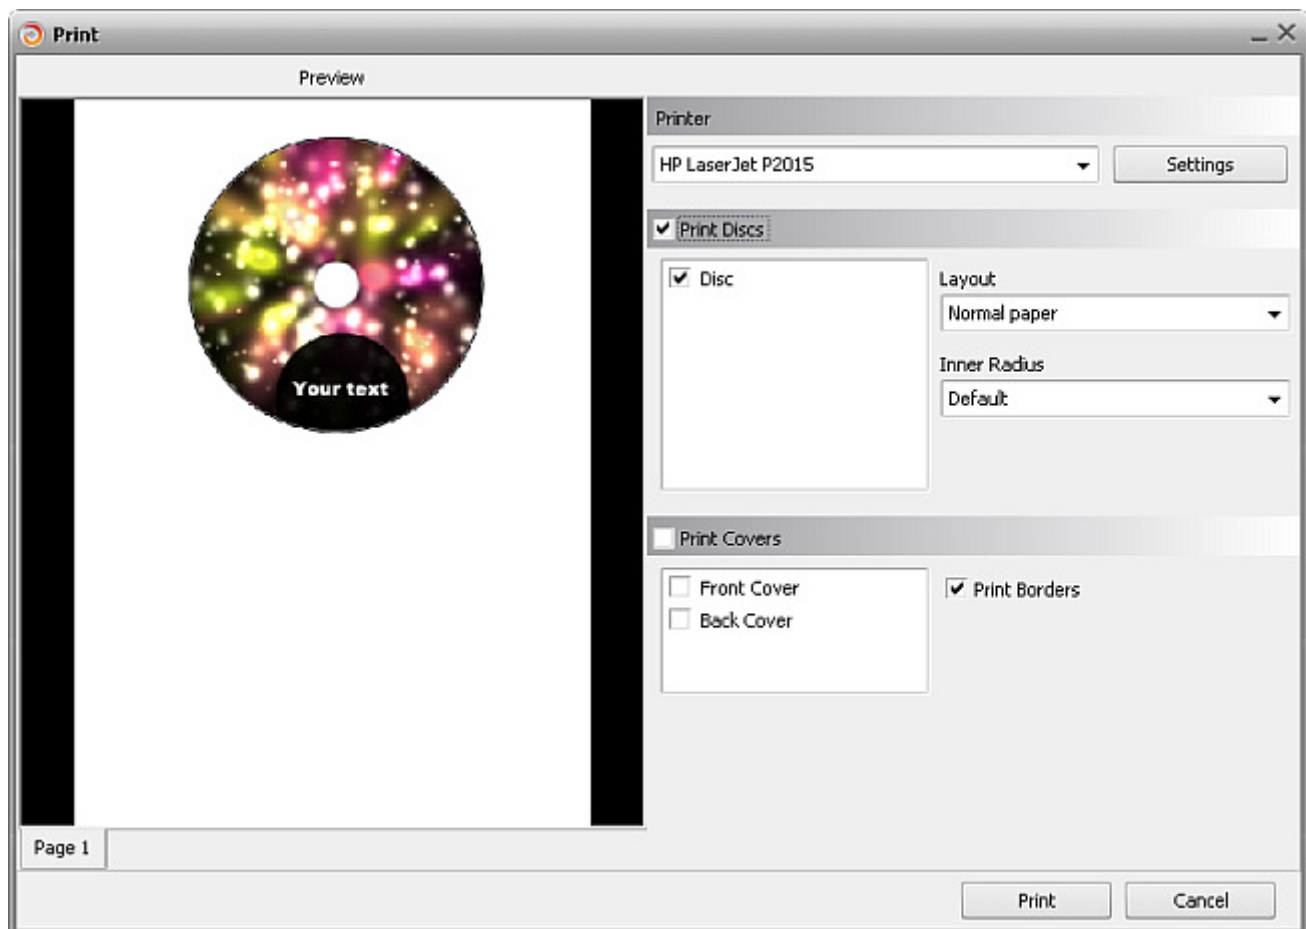 Print
Preview
Your text
Page 1
Printer
HP LaserJet P2015
Settings
Print Discs
Disc
Layout
Normal paper
Inner Radius
Default
Print Covers
Front Cover
Back Cover
Print Borders
Print
Cancel